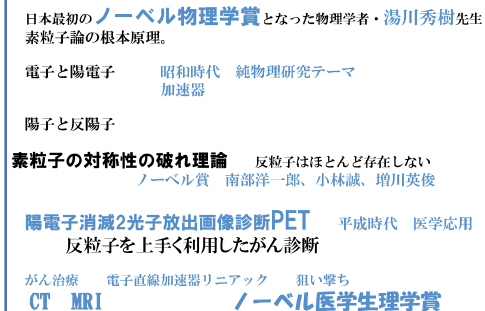 日本最初のノーベル物理学賞となった物理学者・湯川秀樹先生
素粒子論の根本原理。
電子と陽電子　昭和時代　純物理研究テーマ
加速器
陽子と反陽子
素粒子の対称性の破れ理論　反粒子はほとんど存在しない
ノーベル賞　南部洋一郎、小林誠、増川英俊
陽電子消滅2光子放出画像診断PET　平成時代　医学応用
反粒子を上手く利用したがん診断
がん治療　電子直線加速器リニアック　狙い撃ち
CT　MRI　ノーベル医学生理学賞